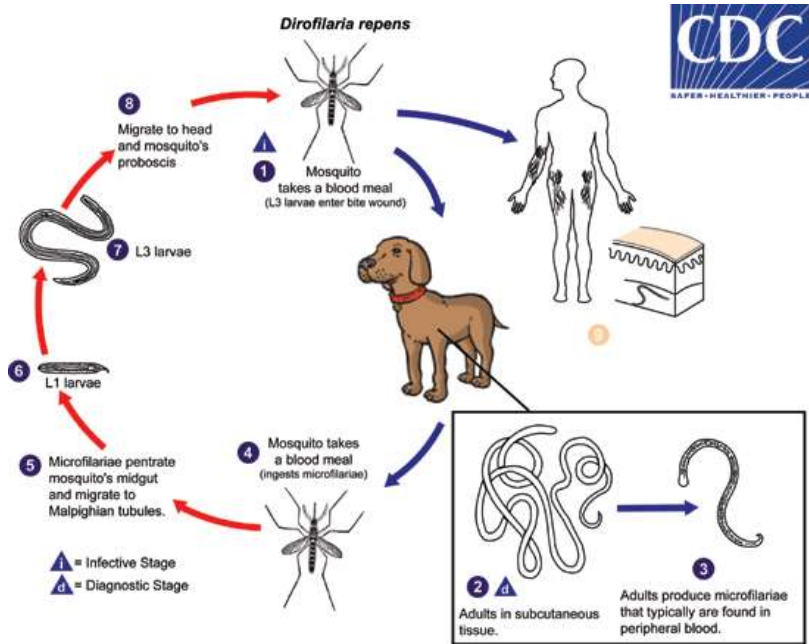 Dirofilaria repens
CDC
SAFER•HEALTHIER•PEOPLE
8
Migrate to head
and mosquito's
proboscis
i
1
Mosquito
takes a blood meal
(L3 larvae enter bite wound)
7 L3 larvae
9
6
L1 larvae
5
Microfilariae pentrate
mosquito's midgut
and migrate to
Malpighian tubules.
4
Mosquito takes
a blood meal
(ingests microfilariae)
i = Infective Stage
d = Diagnostic Stage
2 d
Adults in subcutaneous
tissue.
3
Adults produce microfilariae
that typically are found in
peripheral blood.